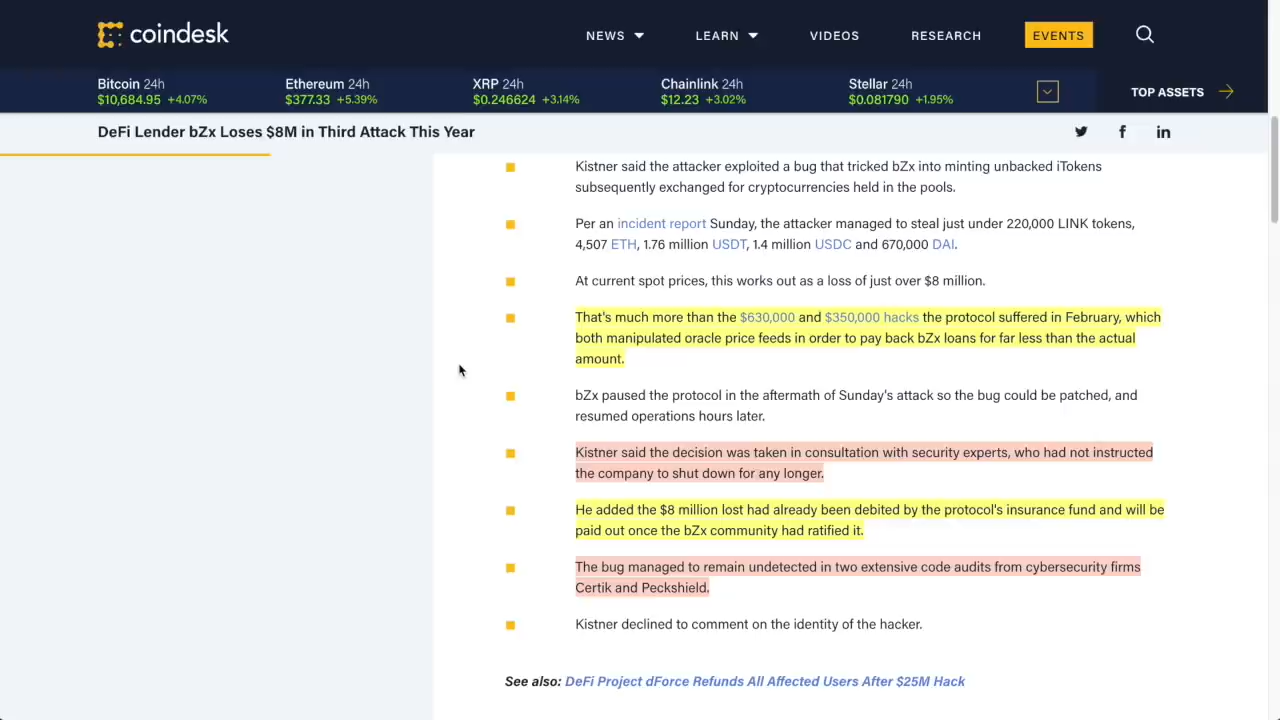 coindesk
NEWS LEARN VIDEOS RESEARCH EVENTS
Bitcoin 24h Ethereum 24h XRP 24h Chainlink 24h Stellar 24h
$10,684.95 +4.07% $377.33 +5.39% $0.246624 +3.14% $12.23 +3.02% $0.081790 +1.95% TOP ASSETS
DeFi Lender bZx Loses $8M in Third Attack This Year
Kistner said the attacker exploited a bug that tricked bZx into minting unbacked iTokens
subsequently exchanged for cryptocurrencies held in the pools.
Per an incident report Sunday, the attacker managed to steal just under 220,000 LINK tokens,
4,507 ETH, 1.76 million USDT, 1.4 million USDC and 670,000 DAI.
At current spot prices, this works out as a loss of just over $8 million.
That's much more than the $630,000 and $350,000 hacks the protocol suffered in February, which
both manipulated oracle price feeds in order to pay back bZx loans for far less than the actual
amount.
bZx paused the protocol in the aftermath of Sunday's attack so the bug could be patched, and
resumed operations hours later.
Kistner said the decision was taken in consultation with security experts, who had not instructed
the company to shut down for any longer.
He added the $8 million lost had already been debited by the protocol's insurance fund and will be
paid out once the bZx community had ratified it.
The bug managed to remain undetected in two extensive code audits from cybersecurity firms
Certik and Peckshield.
Kistner declined to comment on the identity of the hacker.
See also: DeFi Project dForce Refunds All Affected Users After $25M Hack